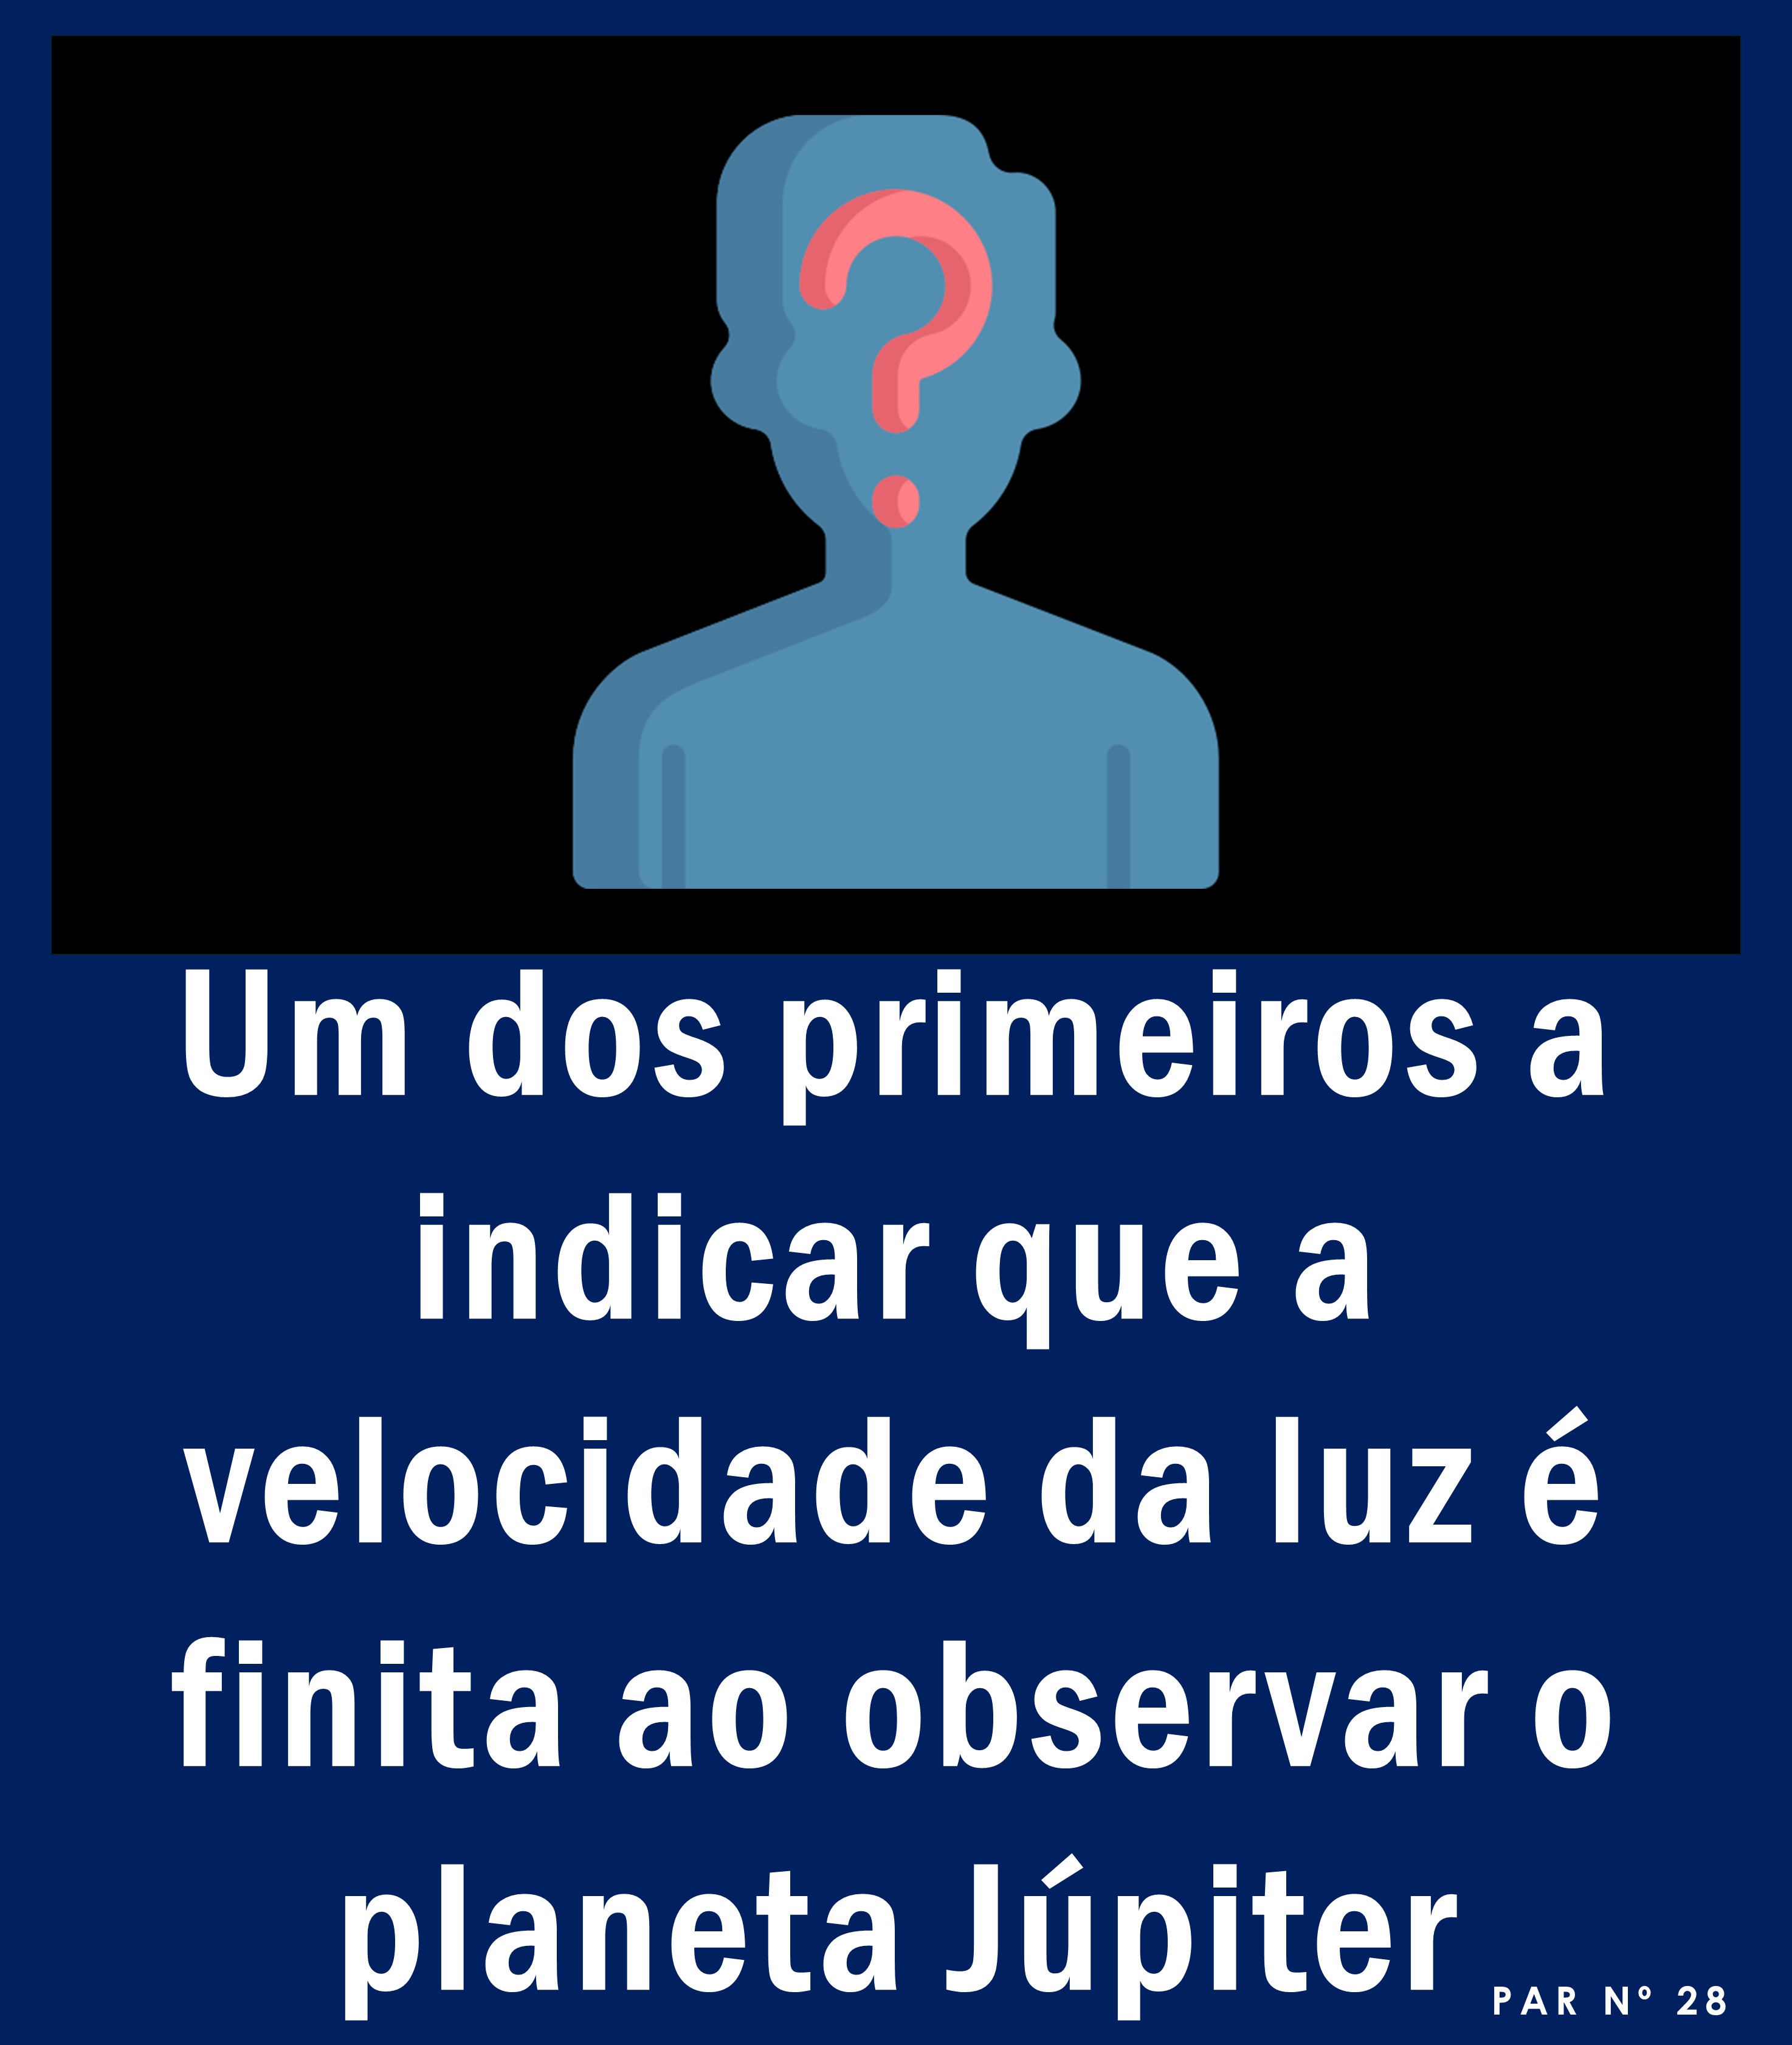 Um dos primeiros a
indicar que a
velocidade da luz é
finita ao observar o
planeta Júpiter
PAR Nº 28